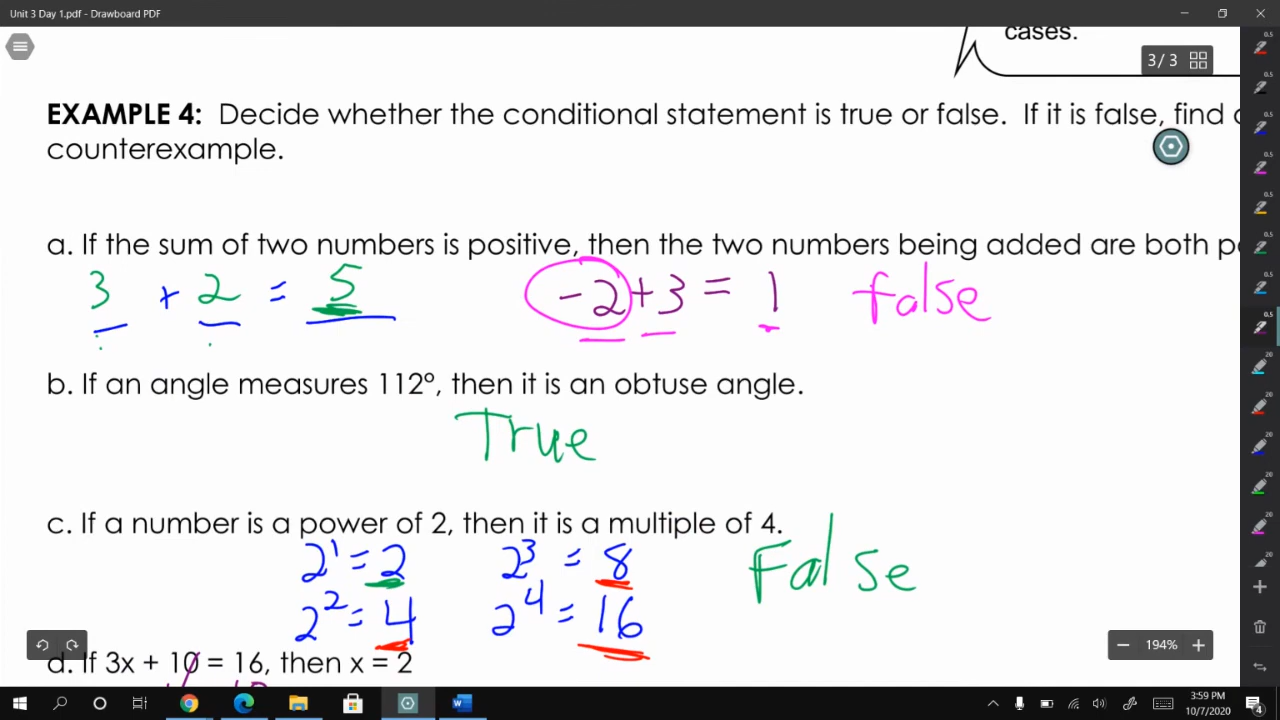 Unit 3 Day 1.pdf - Drawboard PDF
cases.
3/3
EXAMPLE 4: Decide whether the conditional statement is true or false. If it is false, find
counterexample.
a. If the sum of two numbers is positive, then the two numbers being added are both
3 + 2 = 5 -2 + 3 = 1 false
b. If an angle measures 112°, then it is an obtuse angle.
True
c. If a number is a power of 2, then it is a multiple of 4.
2¹ = 2 2³ = 8 False
2² = 4 2⁴ = 16
194%
d. If 3x + 10 = 16, then x = 2
3:59 PM
10/7/2020